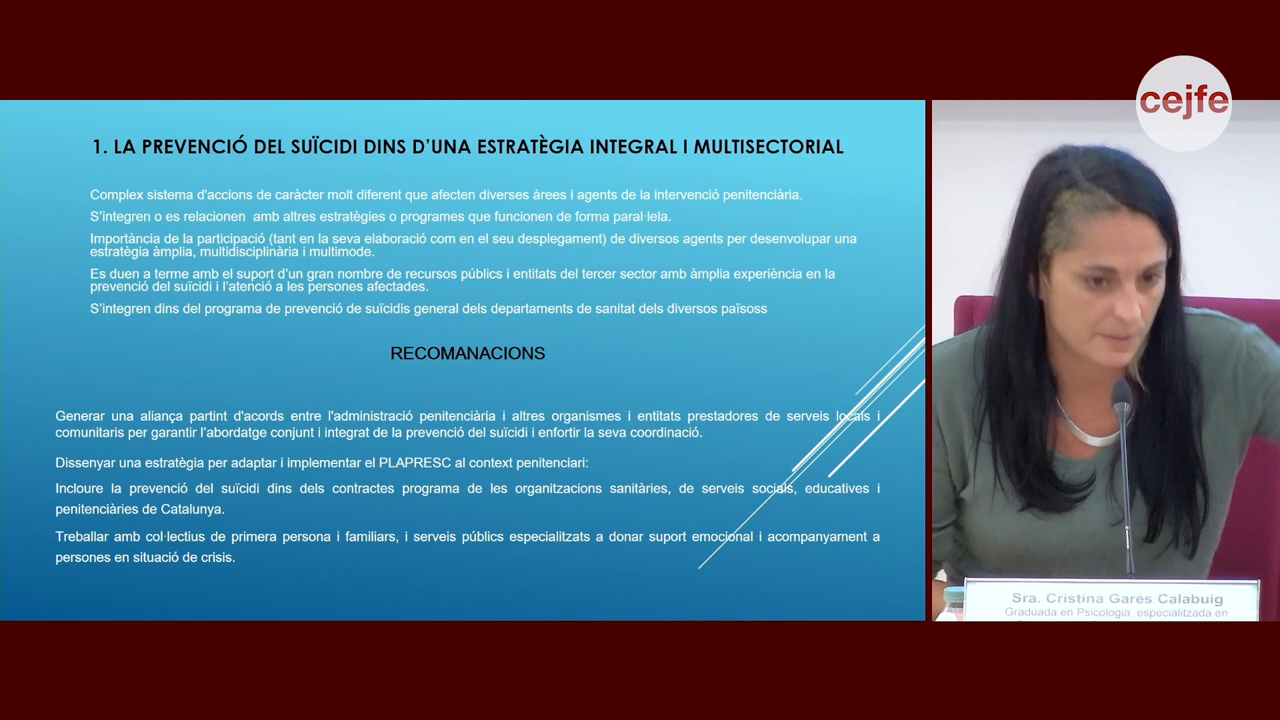 cejfe
1. LA PREVENCIÓ DEL SUÏCIDI DINS D'UNA ESTRATÈGIA INTEGRAL I MULTISECTORIAL
Complex sistema d'accions de caràcter molt diferent que afecten diverses àrees i agents de la intervenció penitenciària.
S'integren o es relacionen amb altres estratègies o programes que funcionen de forma paral·lela.
Importància de la participació (tant en la seva elaboració com en el seu desplegament) de diversos agents per desenvolupar una
estratègia àmplia, multidisciplinària i multimode.
Es duen a terme amb el suport d'un gran nombre de recursos públics i entitats del tercer sector amb àmplia experiència en la
prevenció del suïcidi i l'atenció a les persones afectades.
S'integren dins del programa de prevenció de suïcidis general dels departaments de sanitat dels diversos païsoss
RECOMANACIONS
Generar una aliança partint d'acords entre l'administració penitenciària i altres organismes i entitats prestadores de serveis locals i
comunitaris per garantir l'abordatge conjunt i integrat de la prevenció del suïcidi i enfortir la seva coordinació.
Dissenyar una estratègia per adaptar i implementar el PLAPRESC al context penitenciari:
Incloure la prevenció del suïcidi dins dels contractes programa de les organitzacions sanitàries, de serveis socials, educatives i
penitenciàries de Catalunya.
Treballar amb col·lectius de primera persona i familiars, i serveis públics especialitzats a donar suport emocional i acompanyament a
persones en situació de crisis.
Sra. Cristina Garés Calabuig
Graduada en Psicologia, especialitzada en